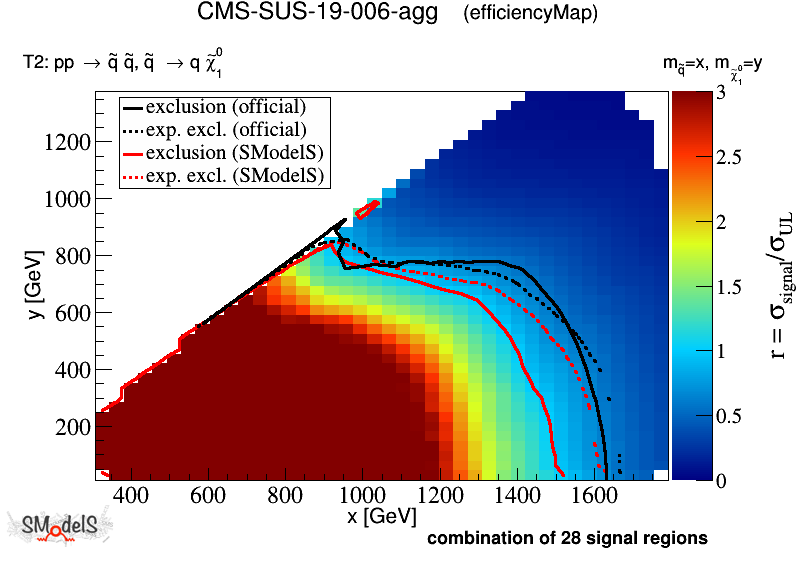 CMS-SUS-19-006-agg (efficiencyMap)
T2: pp → q̃ q̃, q̃ → q χ̃₁⁰
m_q̃=x, m_χ̃₁⁰=y
exclusion (official)
exp. excl. (official)
exclusion (SModelS)
exp. excl. (SModelS)
1200
1000
800
600
400
200
y [GeV]
400 600 800 1000 1200 1400 1600
x [GeV]
3
2.5
2
1.5
1
0.5
0
r = σ_signal/σ_UL
SModelS
combination of 28 signal regions